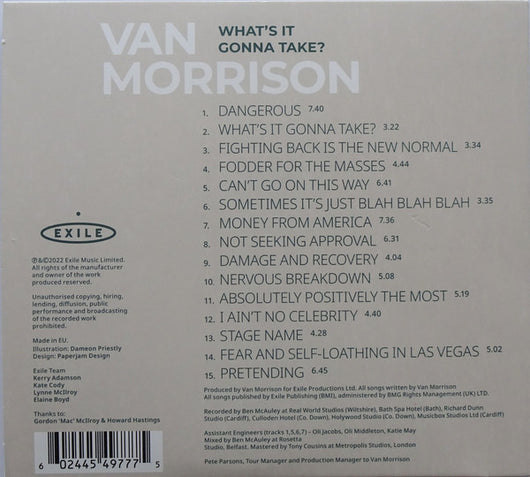 VAN
MORRISON
WHAT'S IT
GONNA TAKE?
1. DANGEROUS 7.40
2. WHAT'S IT GONNA TAKE? 3.22
3. FIGHTING BACK IS THE NEW NORMAL 3.34
4. FODDER FOR THE MASSES 4.44
5. CAN'T GO ON THIS WAY 6.41
6. SOMETIMES IT'S JUST BLAH BLAH BLAH 3.35
7. MONEY FROM AMERICA 7.36
8. NOT SEEKING APPROVAL 6.31
9. DAMAGE AND RECOVERY 4.04
10. NERVOUS BREAKDOWN 5.08
11. ABSOLUTELY POSITIVELY THE MOST 5.19
12. I AIN'T NO CELEBRITY 4.40
13. STAGE NAME 4.28
14. FEAR AND SELF-LOATHING IN LAS VEGAS 5.02
15. PRETENDING 6.45
EXILE
℗&©2022 Exile Music Limited.
All rights of the manufacturer
and owner of the work
produced reserved.
Unauthorised copying, hiring,
lending, diffusion, public
performance and broadcasting
of the recorded work
prohibited.
Made in EU.
Illustration: Dameon Priestly
Design: Paperjam Design
Exile Team
Kerry Adamson
Kate Cody
Lynne McIlroy
Elaine Boyd
Thanks to:
Gordon 'Mac' McIlroy & Howard Hastings
6 02445 49777 5
Produced by Van Morrison for Exile Productions Ltd. All songs written by Van Morrison
All songs published by Exile Publishing (BMI), administered by BMG Rights Management (UK) LTD.
Recorded by Ben McAuley at Real World Studios (Wiltshire), Bath Spa Hotel (Bath), Richard Dunn
Studio (Cardiff), Culloden Hotel (Co. Down), Holywood Studio (Co. Down), Musicbox Studios Ltd (Cardiff)
Assistant Engineers (tracks 1,5,6,7) - Oli Jacobs, Oli Middleton, Katie May
Mixed by Ben McAuley at Rosetta
Studio, Belfast. Mastered by Tony Cousins at Metropolis Studios, London
Pete Parsons, Tour Manager and Production Manager to Van Morrison